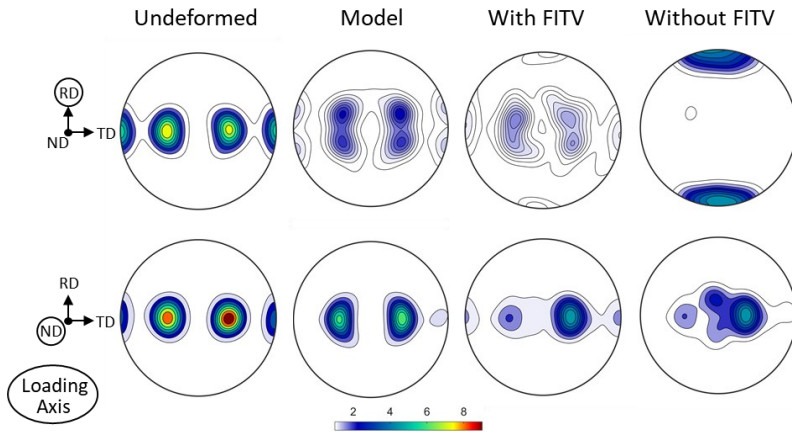 Undeformed Model With FITV Without FITV
RD
ND TD
RD
ND TD
Loading
Axis
2 4 6 8